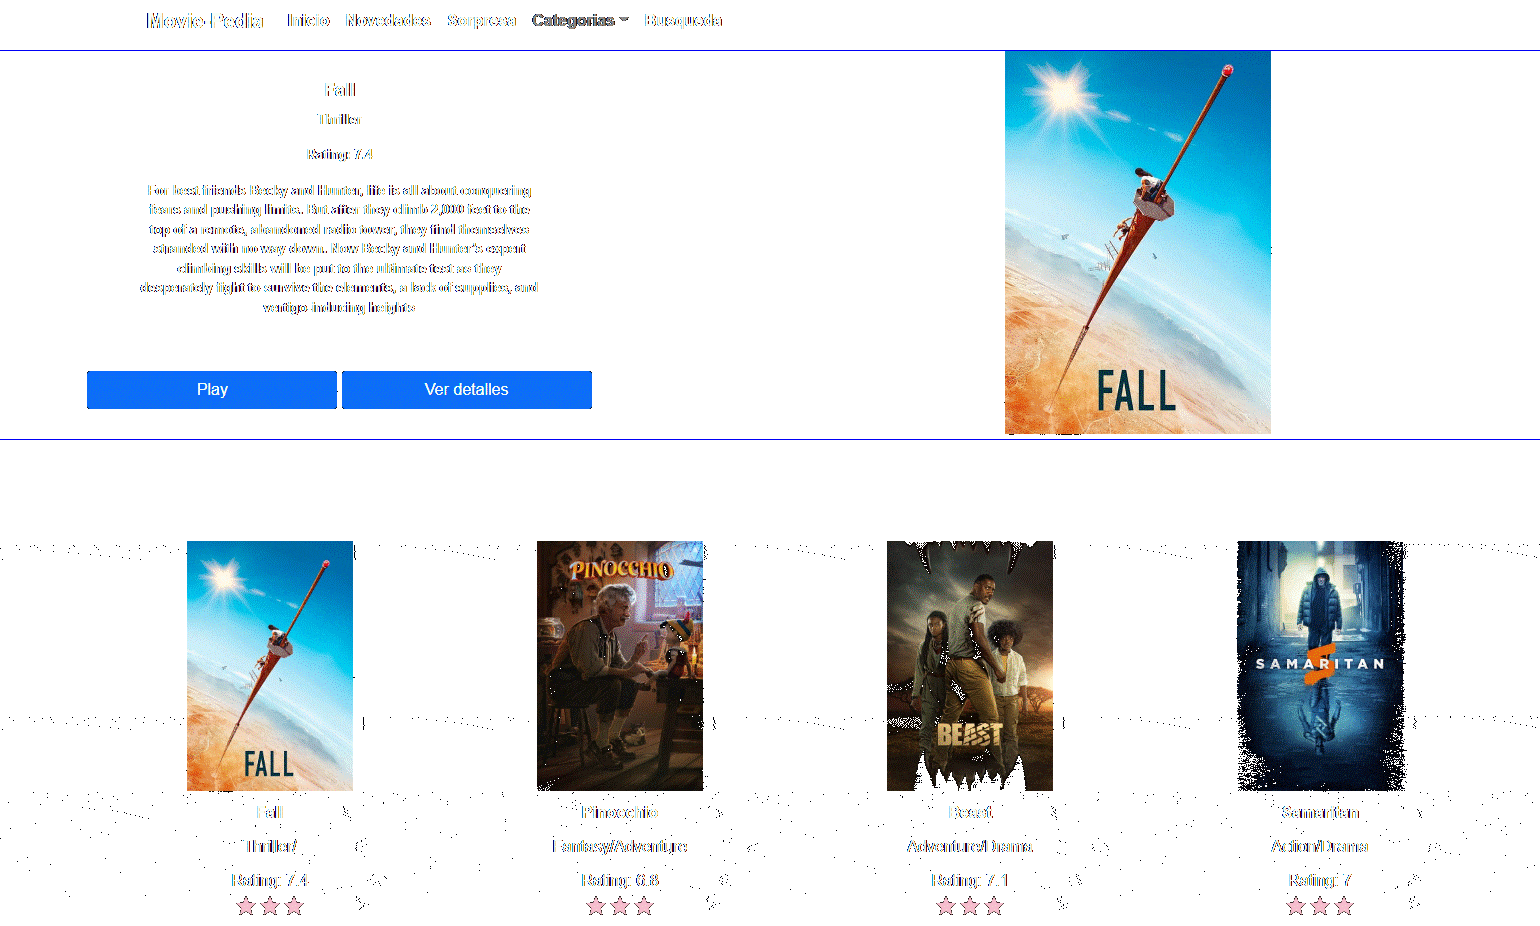 Movie-Pedia Inicio Novedades Sorpresa Categorias Busqueda
Fall
Thriller
Rating: 7.4
For best friends Becky and Hunter, life is all about conquering
fears and pushing limits. But after they climb 2,000 feet to the
top of a remote, abandoned radio tower, they find themselves
stranded with no way down. Now Becky and Hunter's expert
climbing skills will be put to the ultimate test as they
desperately fight to survive the elements, a lack of supplies, and
vertigo-inducing heights
Play Ver detalles
FALL
PINOCCHIO
SAMARITAN
BEAST
FALL
Fall Pinocchio Beast Samaritan
Thriller/ Fantasy/Adventure Adventure/Drama Action/Drama
Rating: 7.4 Rating: 6.8 Rating: 7.1 Rating: 7